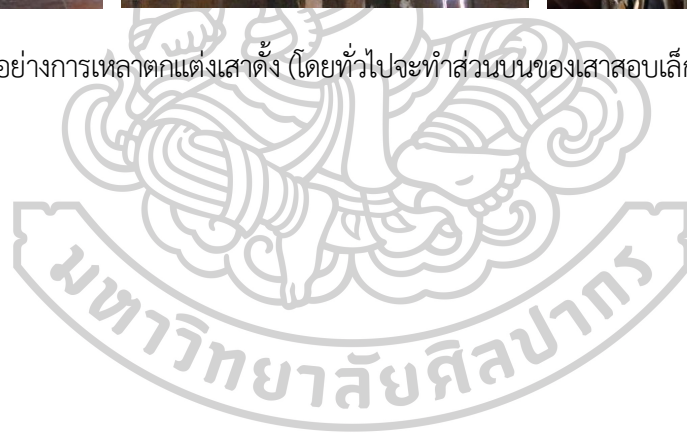 อย่างการเหลาตกแต่งเสาดั้ง (โดยทั่วไปจะทำส่วนบนของเสาสอบเล็ก
มหาวิทยาลัยศิลปากร